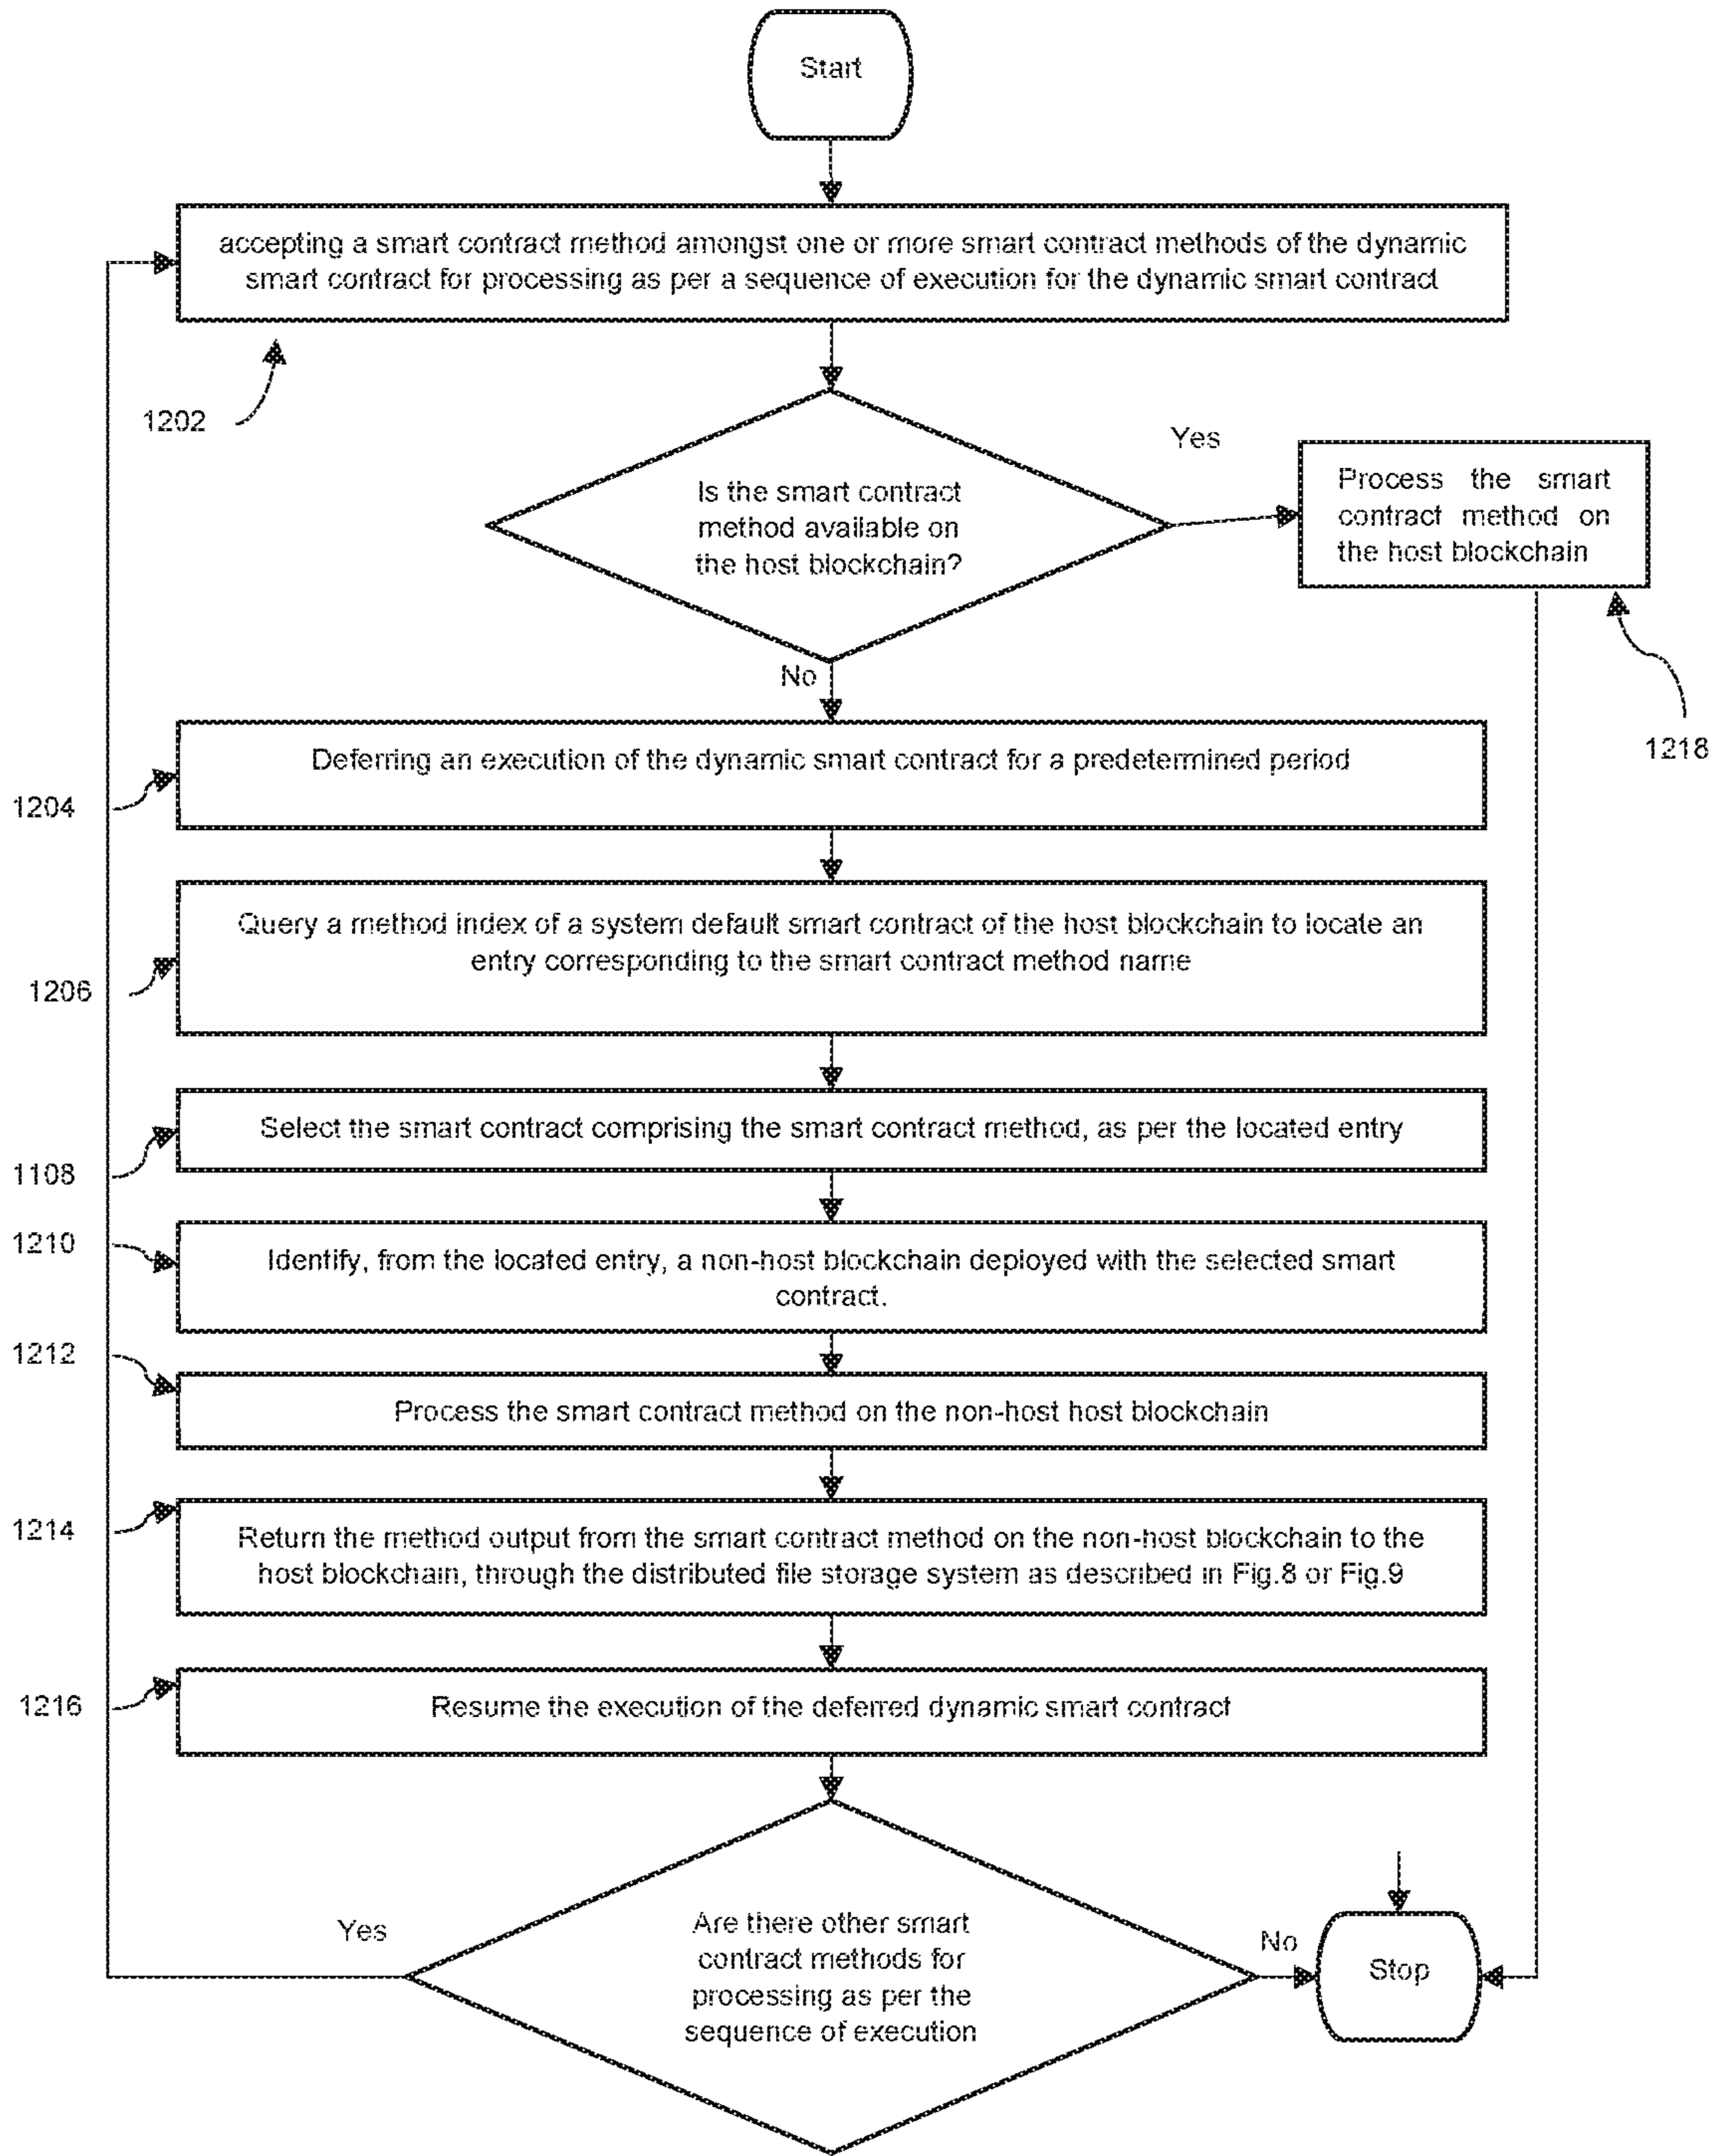 Start
accepting a smart contract method amongst one or more smart contract methods of the dynamic
smart contract for processing as per a sequence of execution for the dynamic smart contract
1202
Is the smart contract
method available on
the host blockchain?
Yes
Process the smart
contract method on
the host blockchain
1218
No
Deferring an execution of the dynamic smart contract for a predetermined period
1204
Query a method index of a system default smart contract of the host blockchain to locate an
entry corresponding to the smart contract method name
1206
Select the smart contract comprising the smart contract method, as per the located entry
1108
1210
Identify, from the located entry, a non-host blockchain deployed with the selected smart
contract.
1212
Process the smart contract method on the non-host host blockchain
1214
Return the method output from the smart contract method on the non-host blockchain to the
host blockchain, through the distributed file storage system as described in Fig.8 or Fig.9
1216
Resume the execution of the deferred dynamic smart contract
Yes
Are there other smart
contract methods for
processing as per the
sequence of execution
No
Stop